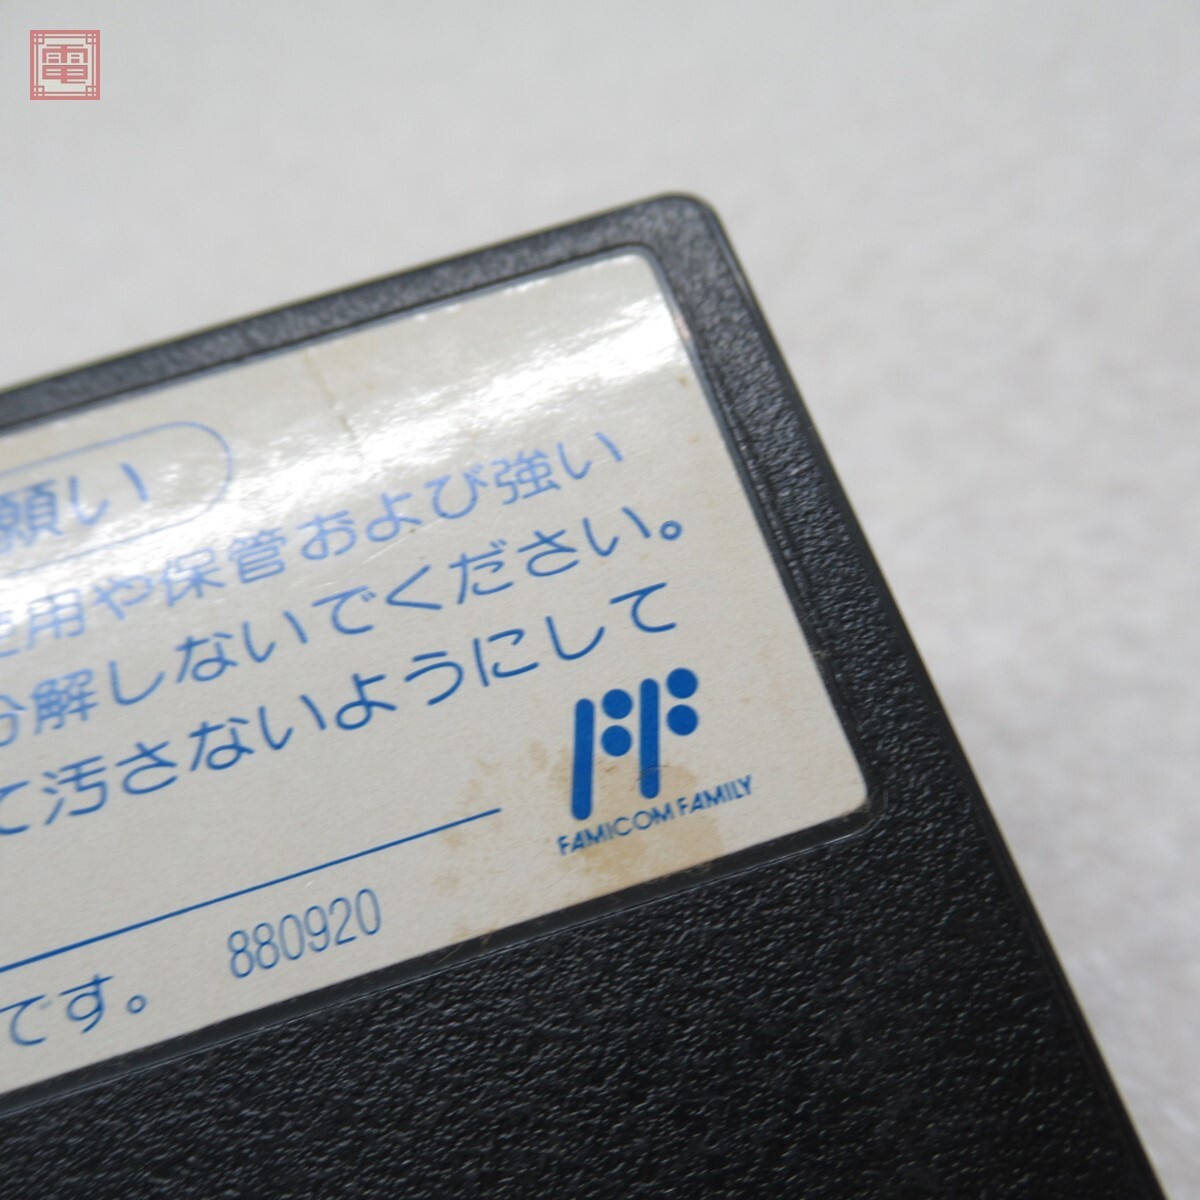 電
願い
用や保管および強い
分解しないでください。
て汚さないようにして
FAMICOM FAMILY
880920
です。